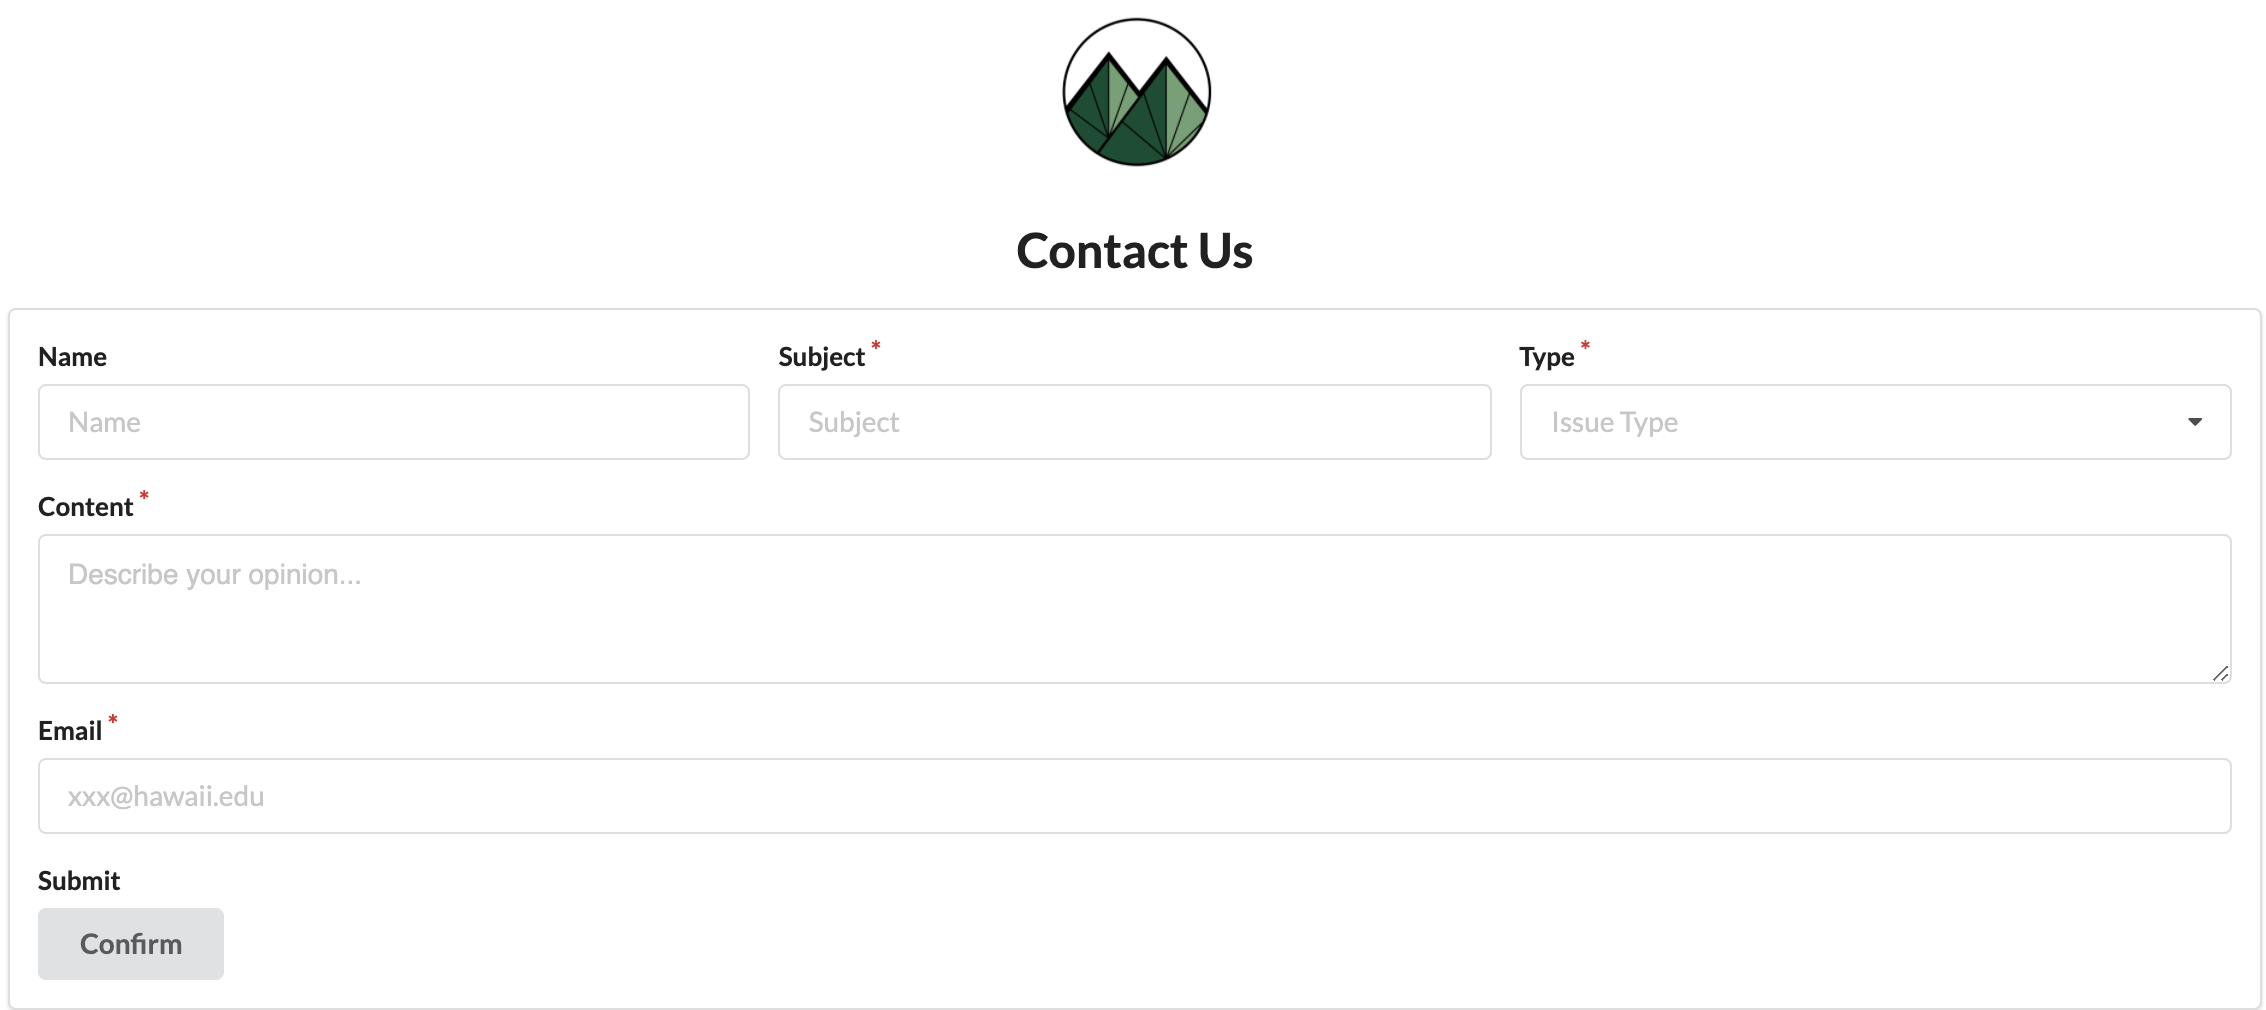 Contact Us
Name Subject * Type *
Name Subject Issue Type
Content *
Describe your opinion...
Email *
xxx@hawaii.edu
Submit
Confirm